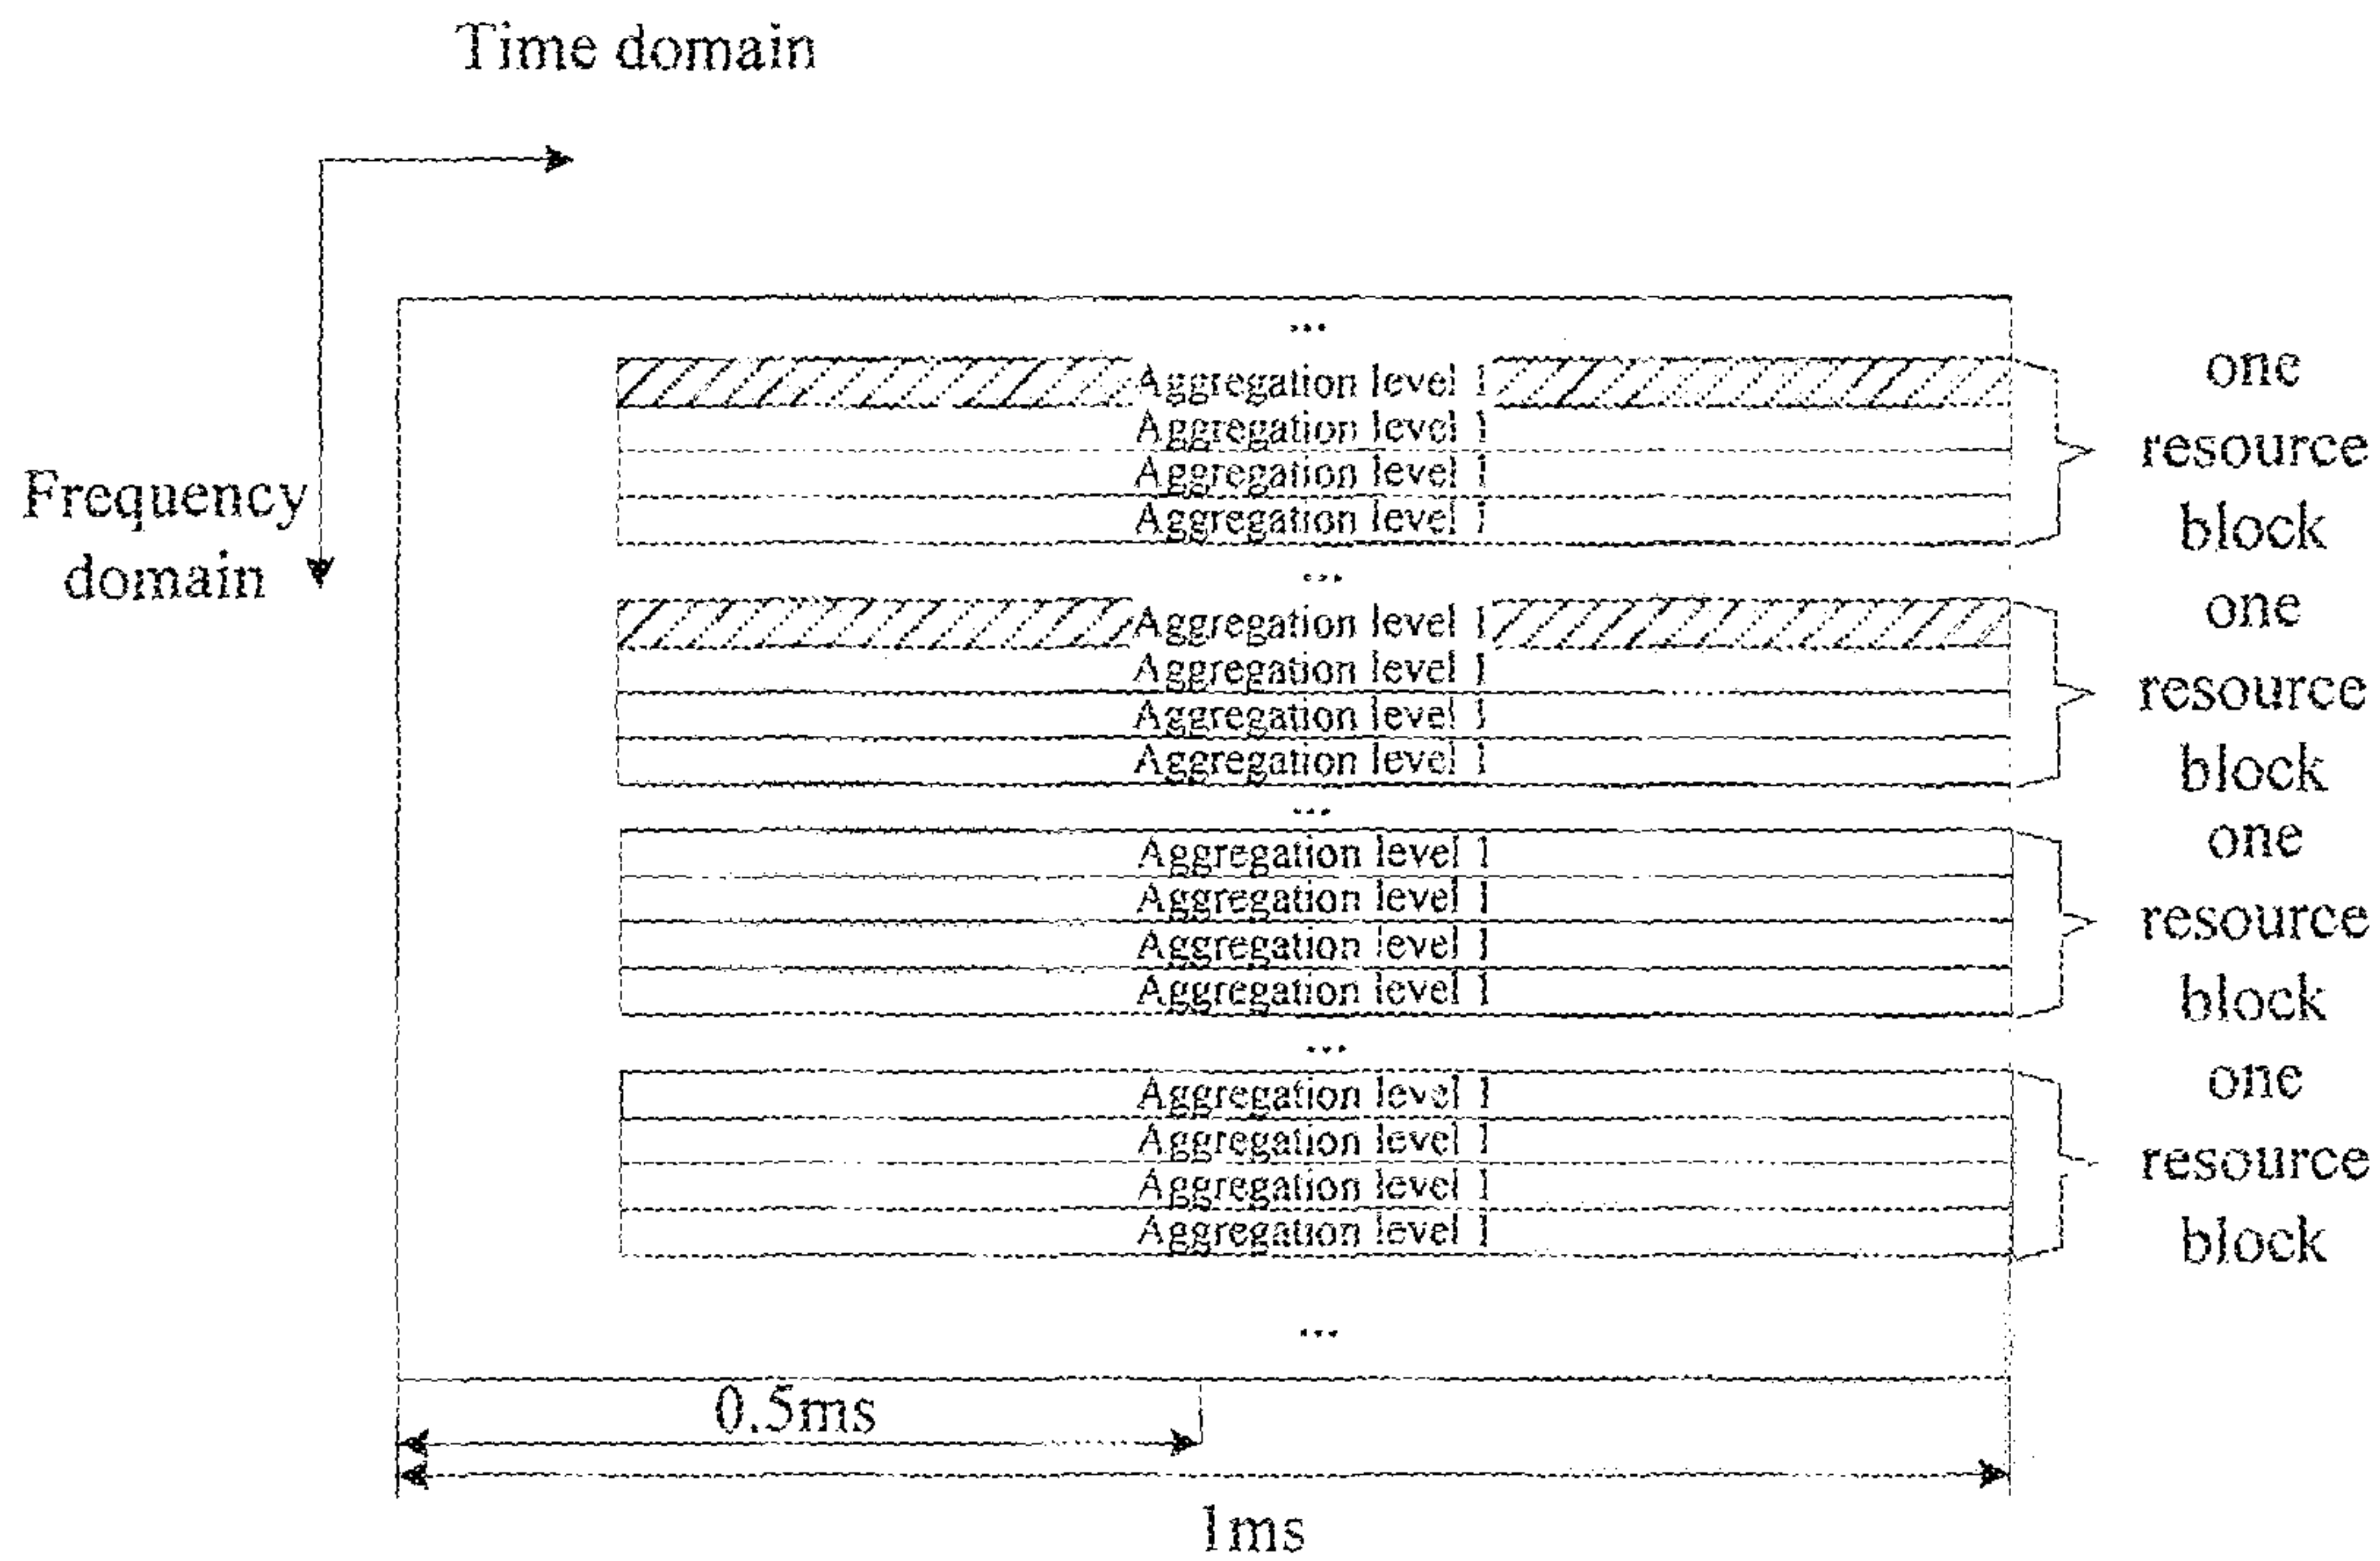 Time domain
Frequency
domain
...
Aggregation level 1
Aggregation level 1
Aggregation level 1
Aggregation level 1
one
resource
block
...
Aggregation level 1
Aggregation level 1
Aggregation level 1
Aggregation level 1
one
resource
block
...
Aggregation level 1
Aggregation level 1
Aggregation level 1
Aggregation level 1
one
resource
block
...
Aggregation level 1
Aggregation level 1
Aggregation level 1
Aggregation level 1
one
resource
block
...
0.5ms
1ms